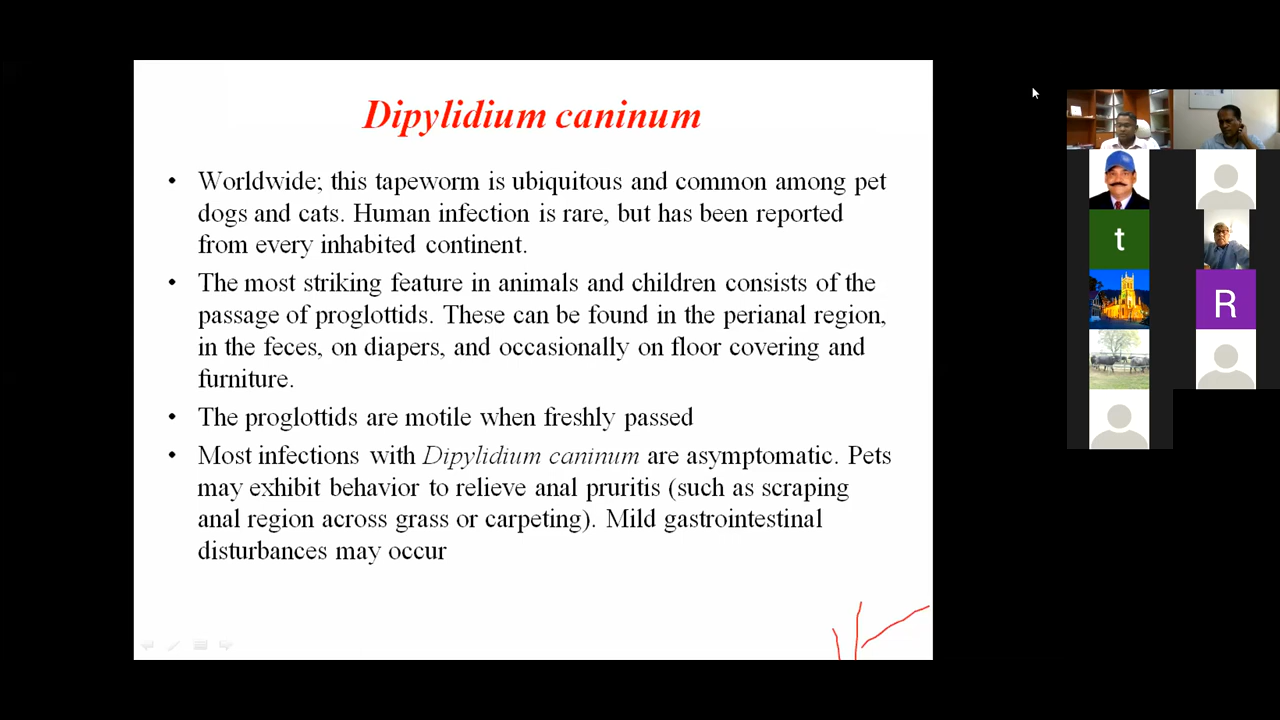 Dipylidium caninum
• Worldwide; this tapeworm is ubiquitous and common among pet
dogs and cats. Human infection is rare, but has been reported
from every inhabited continent.
• The most striking feature in animals and children consists of the
passage of proglottids. These can be found in the perianal region,
in the feces, on diapers, and occasionally on floor covering and
furniture.
• The proglottids are motile when freshly passed
• Most infections with Dipylidium caninum are asymptomatic. Pets
may exhibit behavior to relieve anal pruritis (such as scraping
anal region across grass or carpeting). Mild gastrointestinal
disturbances may occur
t
R